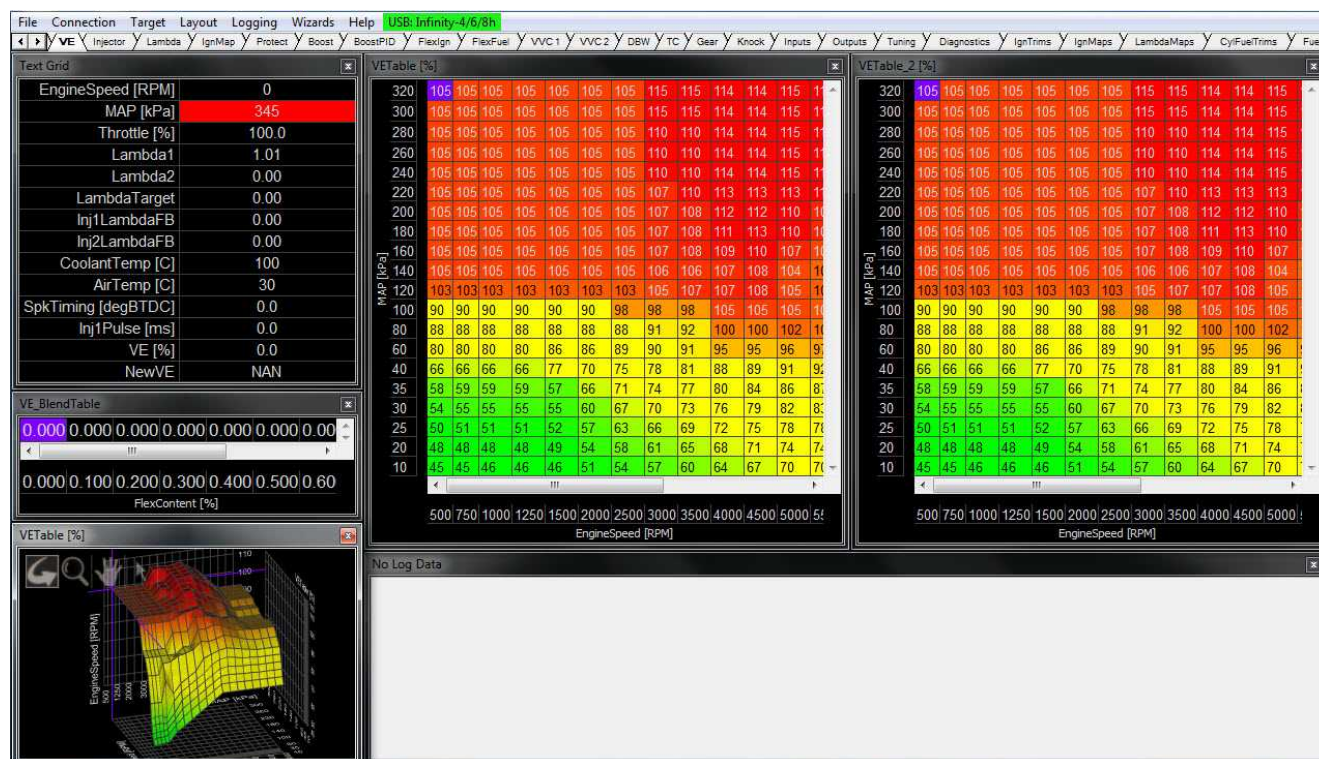 File Connection Target Layout Logging Wizards Help USB: Infinity-4/6/8h
VE Injector Lambda IgnMap Protect Boost BoostPID FlexIgn FlexFuel VVC 1 VVC 2 DBW TC Gear Knock Inputs Outputs Tuning Diagnostics IgnTrims IgnMaps LambdaMaps CylFuelTrims Fue
Text Grid
EngineSpeed [RPM] 0
MAP [kPa] 345
Throttle [%] 100.0
Lambda1 1.01
Lambda2 0.00
LambdaTarget 0.00
Inj1LambdaFB 0.00
Inj2LambdaFB 0.00
CoolantTemp [C] 100
AirTemp [C] 30
SpkTiming [degBTDC] 0.0
Inj1Pulse [ms] 0.0
VE [%] 0.0
NewVE NAN
VE_BlendTable
0.000 0.000 0.000 0.000 0.000 0.000 0.00
0.000 0.100 0.200 0.300 0.400 0.500 0.60
FlexContent [%]
VETable [%]
110
100
EngineSpeed [RPM]
500 1250 2000 3000
MAP [kPa]
VETable [%]
MAP [kPa]
320 105 105 105 105 105 105 105 115 115 114 114 115
300 105 105 105 105 105 105 105 115 115 114 114 115
280 105 105 105 105 105 105 105 110 110 114 114 115
260 105 105 105 105 105 105 105 110 110 114 114 115
240 105 105 105 105 105 105 105 110 110 114 114 115
220 105 105 105 105 105 105 105 107 110 113 113 113
200 105 105 105 105 105 105 105 107 108 112 112 110
180 105 105 105 105 105 105 105 107 108 111 113 110
160 105 105 105 105 105 105 105 107 108 109 110 107
140 105 105 105 105 105 105 105 106 106 107 108 104
120 103 103 103 103 103 103 103 105 107 107 108 105
100 90 90 90 90 90 90 98 98 98 105 105 105
80 88 88 88 88 88 88 88 91 92 100 100 102
60 80 80 80 80 86 86 89 90 91 95 95 96
40 66 66 66 66 77 70 75 78 81 88 89 91
35 58 59 59 59 57 66 71 74 77 80 84 86
30 54 55 55 55 55 60 67 70 73 76 79 82
25 50 51 51 51 52 57 63 66 69 72 75 78
20 48 48 48 48 49 54 58 61 65 68 71 74
10 45 45 46 46 46 51 54 57 60 64 67 70
500 750 1000 1250 1500 2000 2500 3000 3500 4000 4500 5000
EngineSpeed [RPM]
VETable_2 [%]
MAP [kPa]
320 105 105 105 105 105 105 105 115 115 114 114 115
300 105 105 105 105 105 105 105 115 115 114 114 115
280 105 105 105 105 105 105 105 110 110 114 114 115
260 105 105 105 105 105 105 105 110 110 114 114 115
240 105 105 105 105 105 105 105 110 110 114 114 115
220 105 105 105 105 105 105 105 107 110 113 113 113
200 105 105 105 105 105 105 105 107 108 112 112 110
180 105 105 105 105 105 105 105 107 108 111 113 110
160 105 105 105 105 105 105 105 107 108 109 110 107
140 105 105 105 105 105 105 105 106 106 107 108 104
120 103 103 103 103 103 103 103 105 107 107 108 105
100 90 90 90 90 90 90 98 98 98 105 105 105
80 88 88 88 88 88 88 88 91 92 100 100 102
60 80 80 80 80 86 86 89 90 91 95 95 96
40 66 66 66 66 77 70 75 78 81 88 89 91
35 58 59 59 59 57 66 71 74 77 80 84 86
30 54 55 55 55 55 60 67 70 73 76 79 82
25 50 51 51 51 52 57 63 66 69 72 75 78
20 48 48 48 48 49 54 58 61 65 68 71 74
10 45 45 46 46 46 51 54 57 60 64 67 70
500 750 1000 1250 1500 2000 2500 3000 3500 4000 4500 5000
EngineSpeed [RPM]
No Log Data